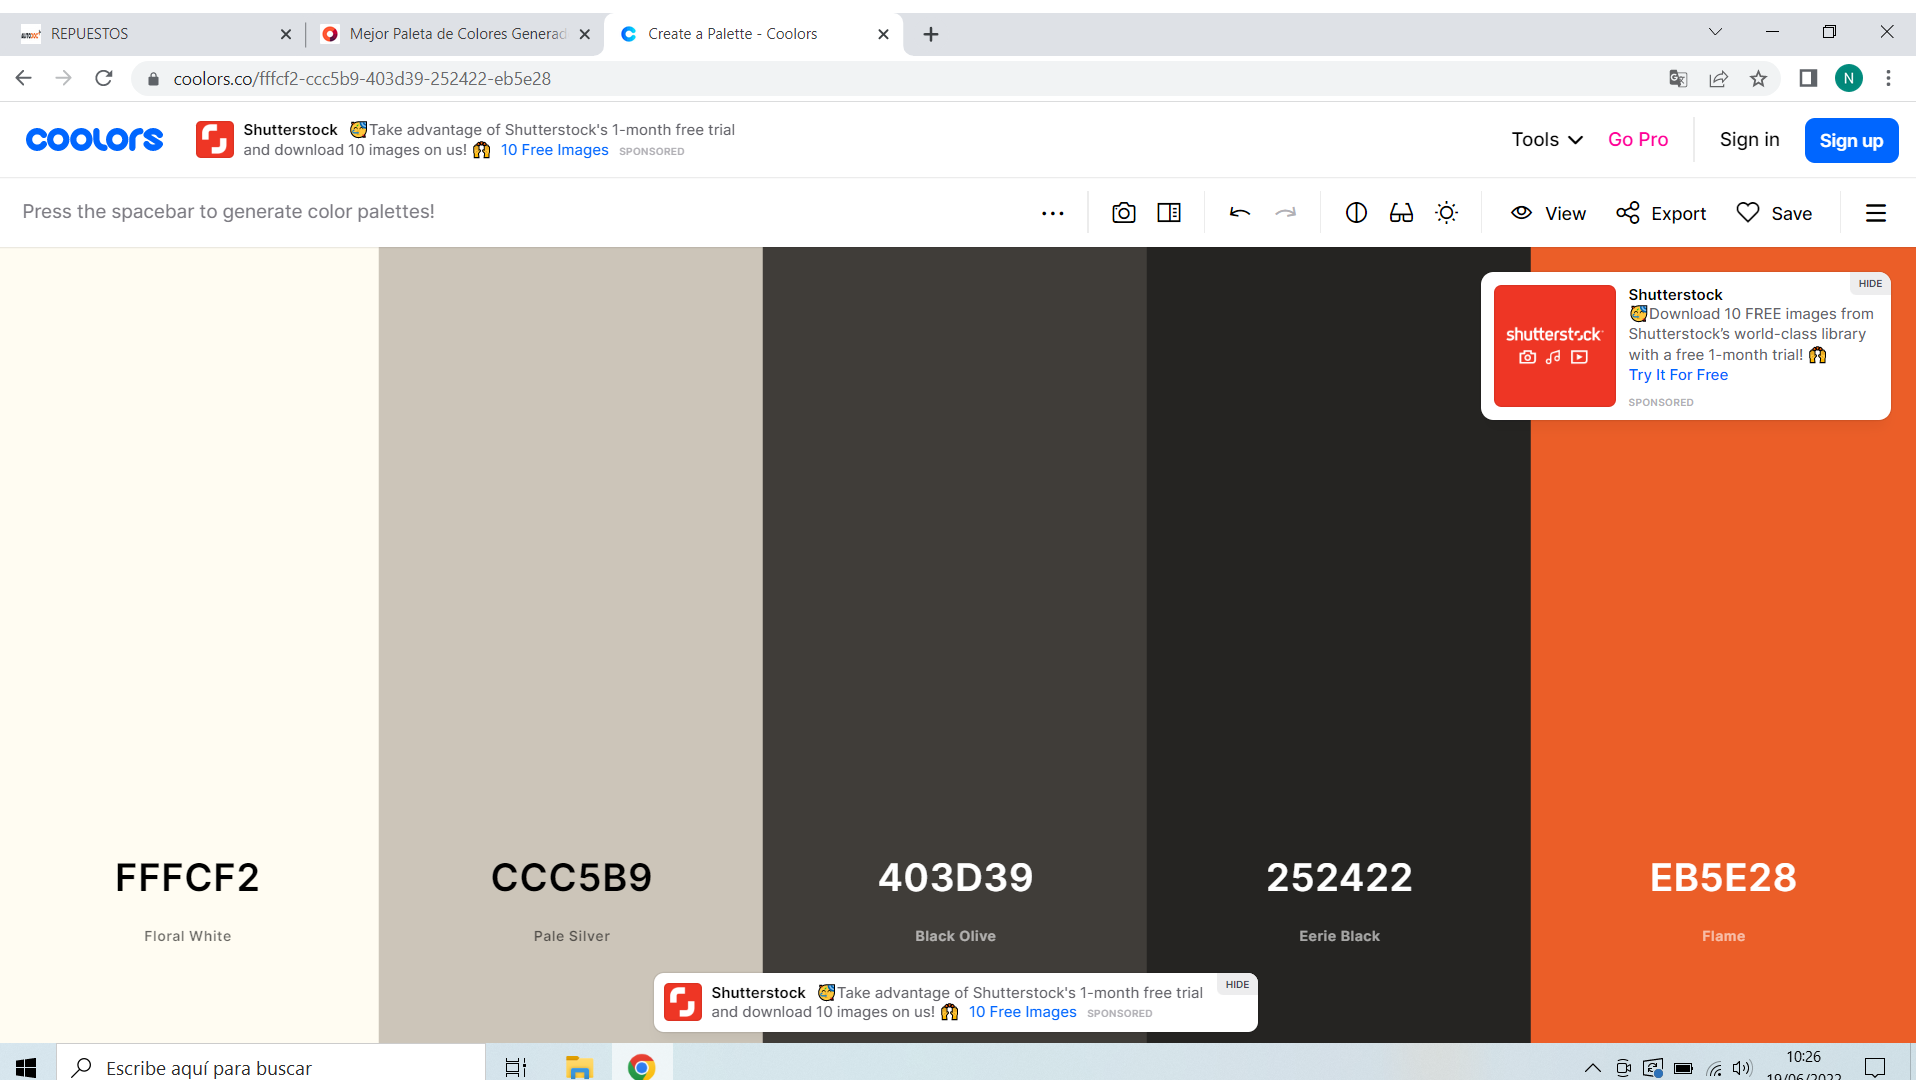 REPUESTOS
Mejor Paleta de Colores Generad
Create a Palette - Coolors
coolors.co/fffcf2-ccc5b9-403d39-252422-eb5e28
N
coolors
Shutterstock Take advantage of Shutterstock's 1-month free trial
and download 10 images on us! 10 Free Images SPONSORED
Tools
Go Pro
Sign in
Sign up
Press the spacebar to generate color palettes!
View
Export
Save
HIDE
Shutterstock
Download 10 FREE images from
Shutterstock's world-class library
with a free 1-month trial!
Try It For Free
SPONSORED
shutterstock
FFFCF2
CCC5B9
403D39
252422
EB5E28
Floral White
Pale Silver
Black Olive
Eerie Black
Flame
HIDE
Shutterstock Take advantage of Shutterstock's 1-month free trial
and download 10 images on us! 10 Free Images SPONSORED
Escribe aquí para buscar
10:26
19/06/2022